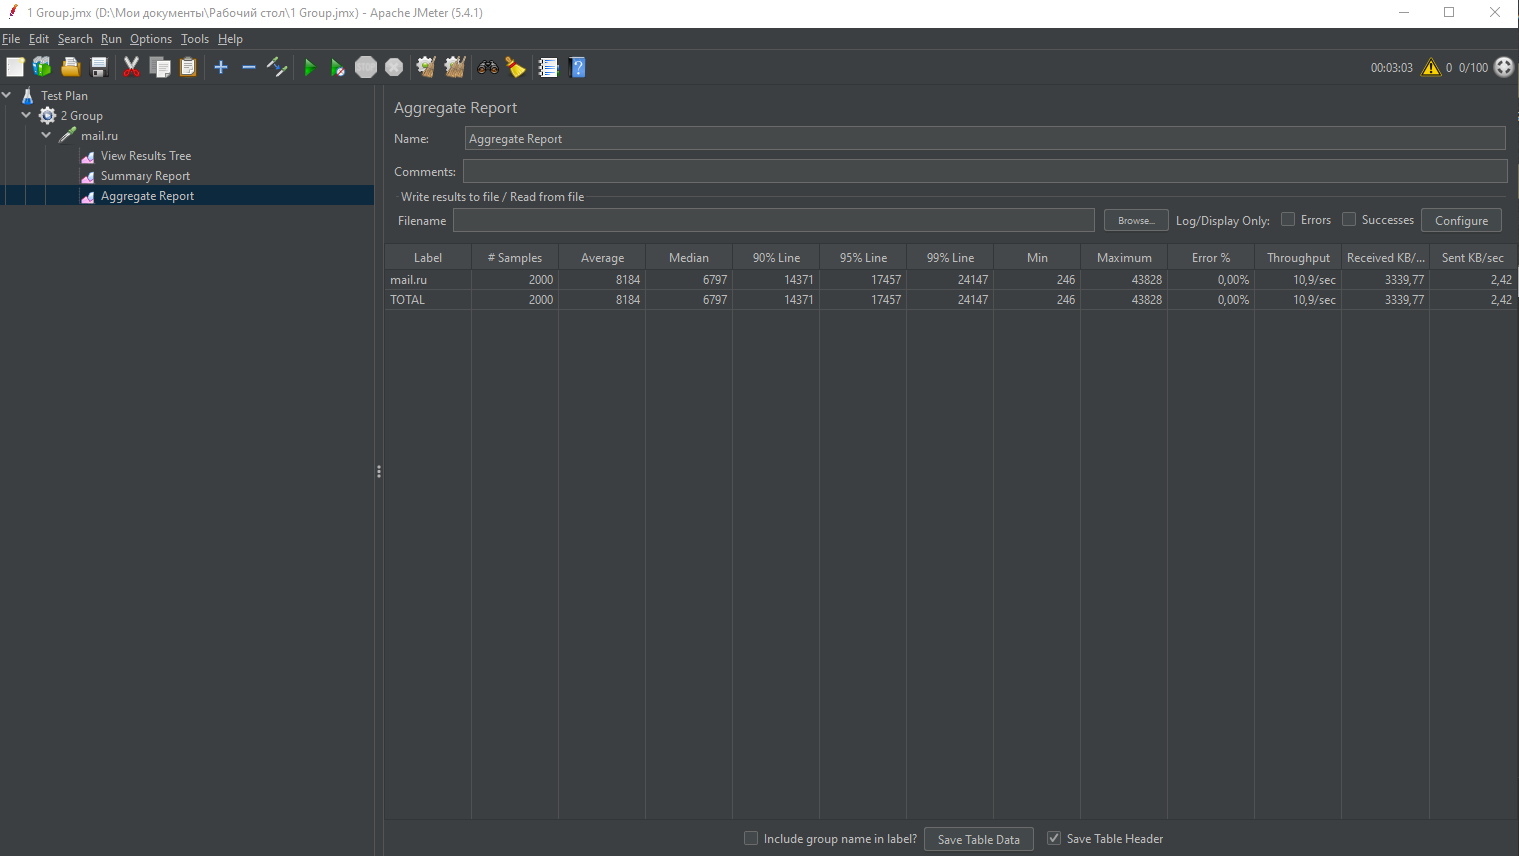 1 Group.jmx (D:\Мои документы\Рабочий стол\1 Group.jmx) - Apache JMeter (5.4.1)
File Edit Search Run Options Tools Help
00:03:03 0 0/100
Test Plan
2 Group
mail.ru
View Results Tree
Summary Report
Aggregate Report
Aggregate Report
Name: Aggregate Report
Comments:
Write results to file / Read from file
Filename Browse... Log/Display Only: Errors Successes Configure
Label # Samples Average Median 90% Line 95% Line 99% Line Min Maximum Error % Throughput Received KB/... Sent KB/sec
mail.ru 2000 8184 6797 14371 17457 24147 246 43828 0,00% 10,9/sec 3339,77 2,42
TOTAL 2000 8184 6797 14371 17457 24147 246 43828 0,00% 10,9/sec 3339,77 2,42
Include group name in label? Save Table Data Save Table Header